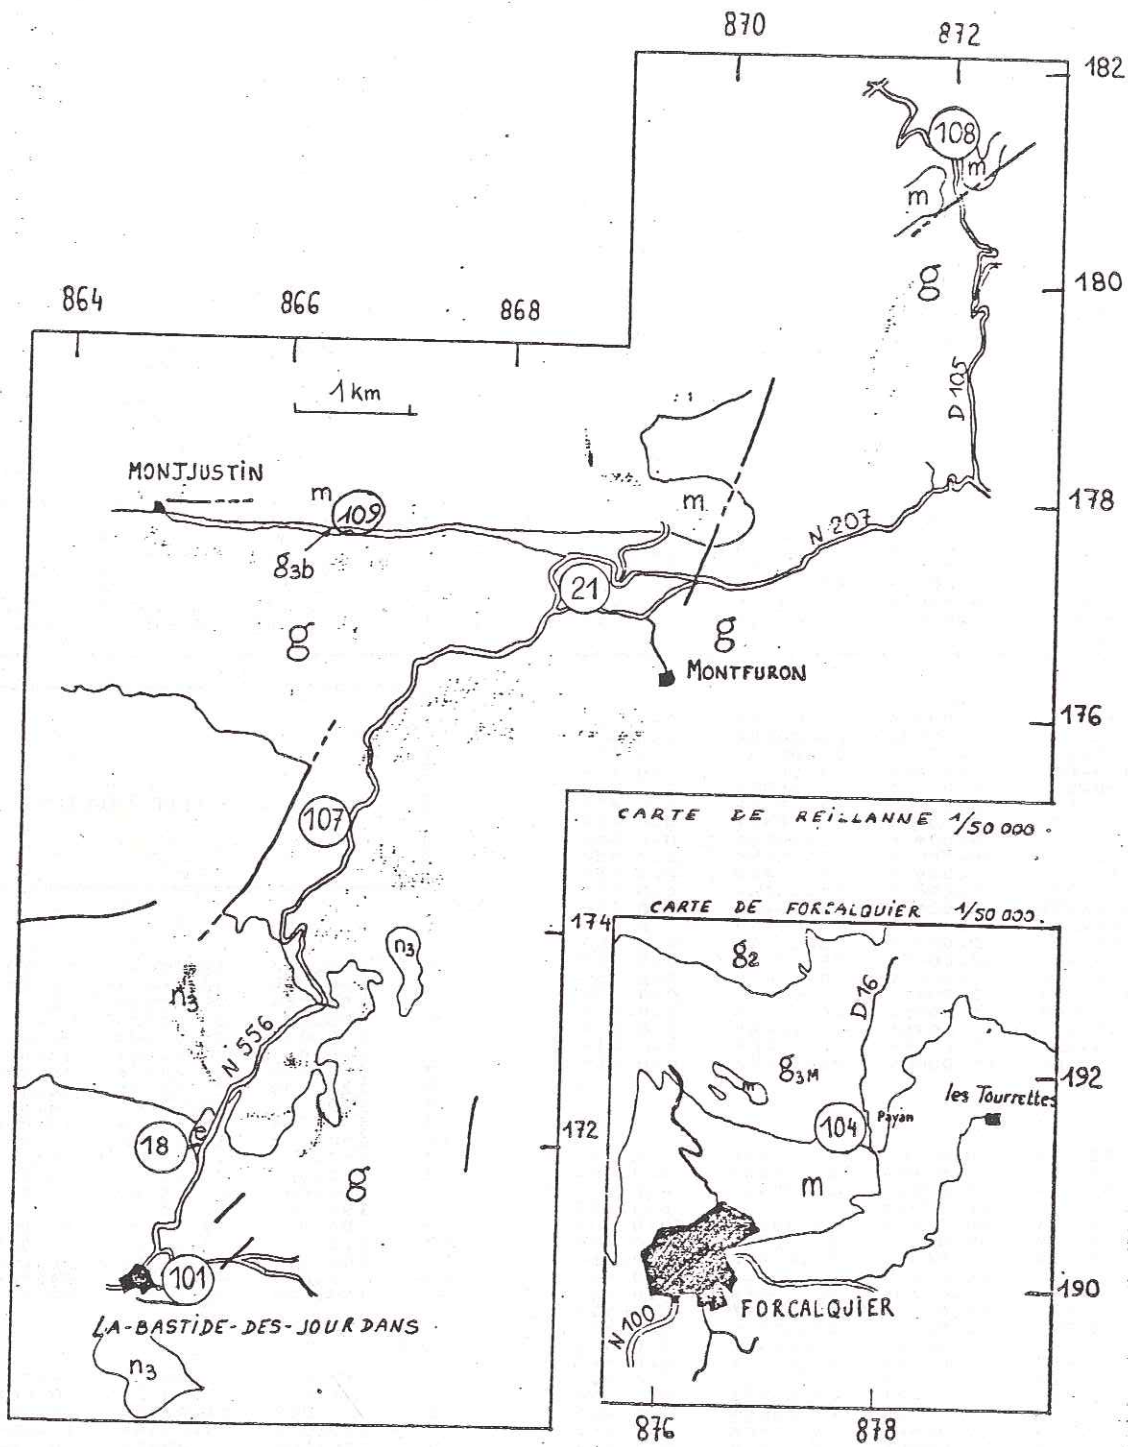 870
872
182
108
m
m
g
180
864
866
868
1 km
D 105
MONTJUSTIN
m
109
m
178
N 207
g3b
21
g
g
MONTFURON
176
107
CARTE DE REILLANNE 1/50 000.
174
CARTE DE FORCALQUIER 1/50 000.
n3
g2
n3
D 16
N 556
g3M
192
les Tourrettes
m
Payan
104
172
18
e
m
g
101
190
FORCALQUIER
LA-BASTIDE-DES-JOURDANS
N 100
n3
876
878